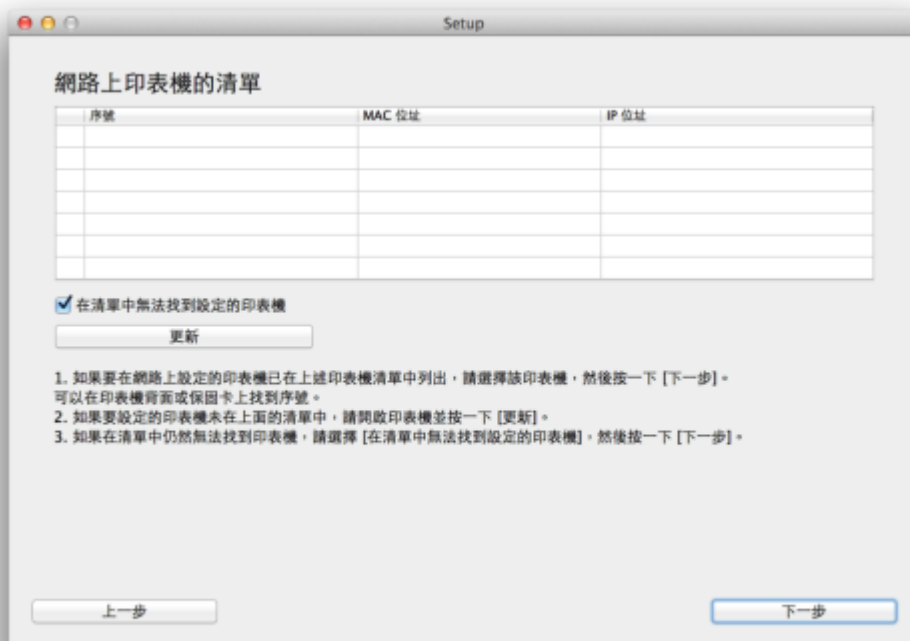 Setup
網路上印表機的清單
序號 MAC 位址 IP 位址
在清單中無法找到設定的印表機
更新
1. 如果要在網路上設定的印表機已在上述印表機清單中列出，請選擇該印表機，然後按一下 [下一步]。
可以在印表機背面或保固卡上找到序號。
2. 如果要設定的印表機未在上面的清單中，請開啟印表機並按一下 [更新]。
3. 如果在清單中仍然無法找到印表機，請選擇 [在清單中無法找到設定的印表機]，然後按一下 [下一步]。
上一步 下一步